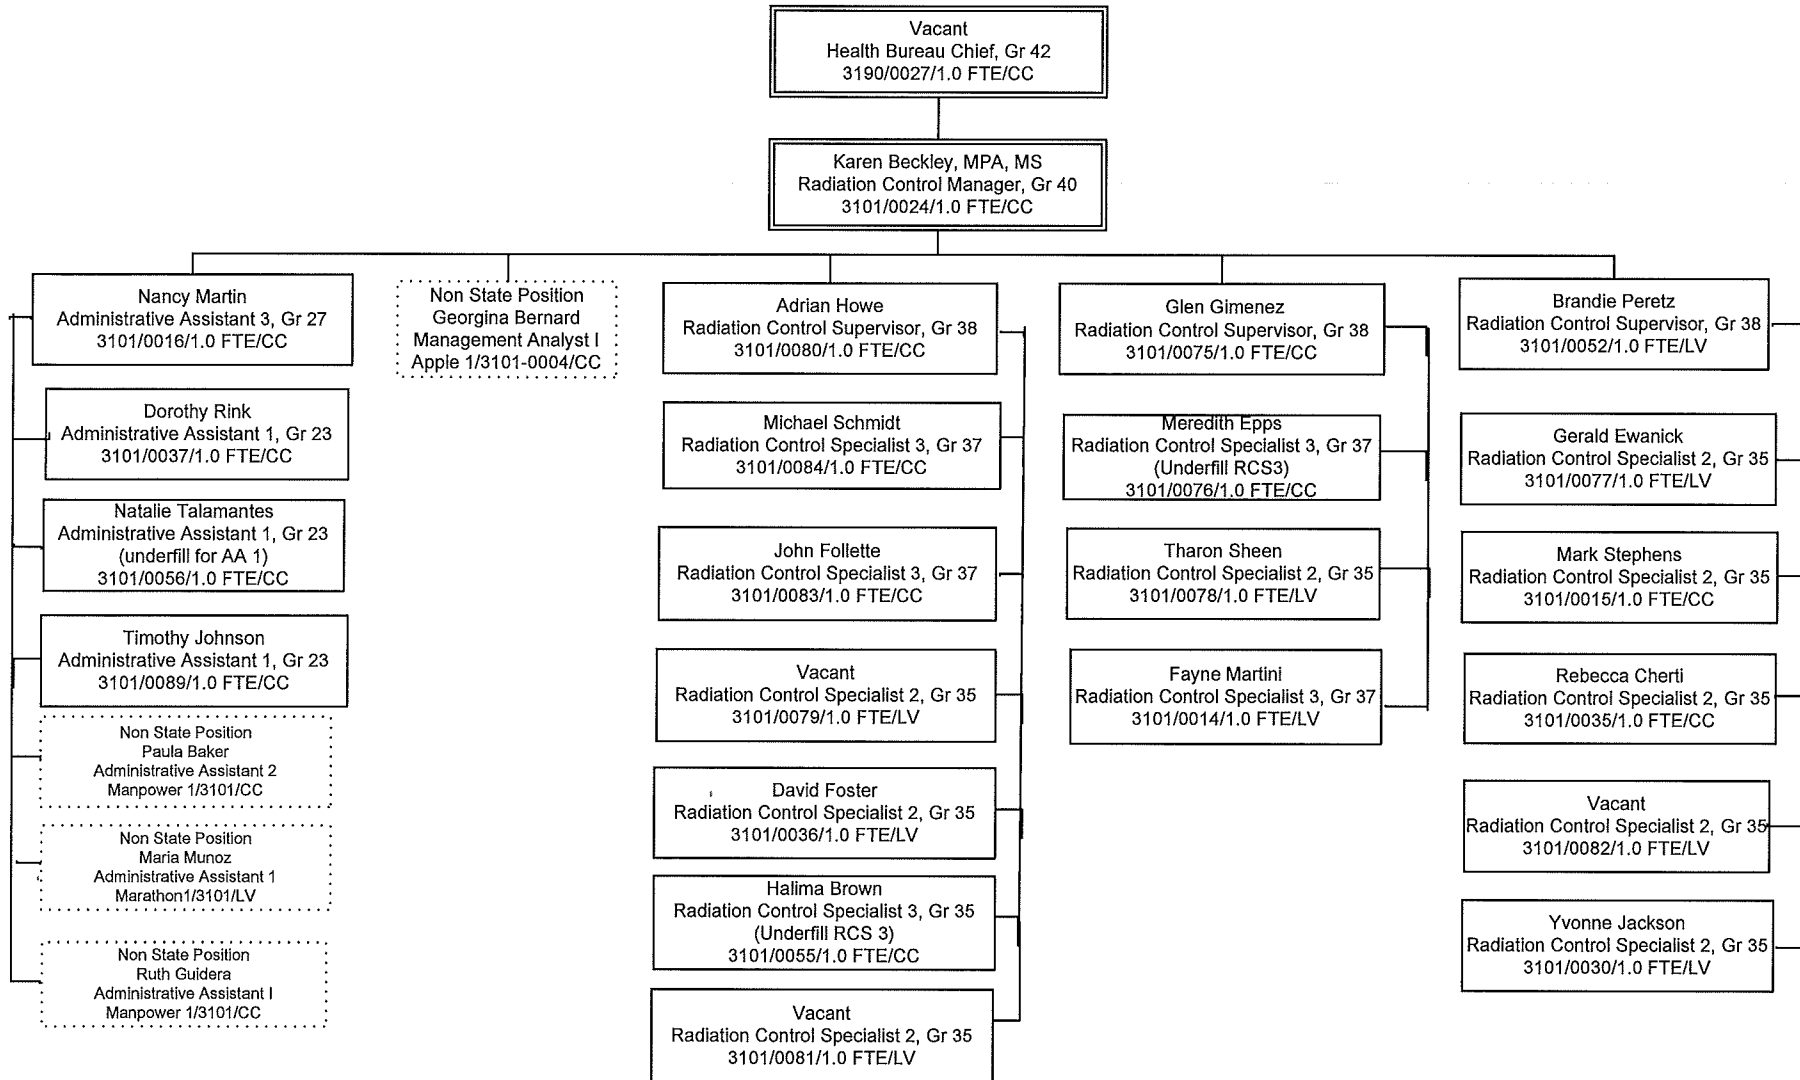 Vacant
Health Bureau Chief, Gr 42
3190/0027/1.0 FTE/CC
Karen Beckley, MPA, MS
Radiation Control Manager, Gr 40
3101/0024/1.0 FTE/CC
Nancy Martin
Administrative Assistant 3, Gr 27
3101/0016/1.0 FTE/CC
Dorothy Rink
Administrative Assistant 1, Gr 23
3101/0037/1.0 FTE/CC
Natalie Talamantes
Administrative Assistant 1, Gr 23
(underfill for AA 1)
3101/0056/1.0 FTE/CC
Timothy Johnson
Administrative Assistant 1, Gr 23
3101/0089/1.0 FTE/CC
Non State Position
Paula Baker
Administrative Assistant 2
Manpower 1/3101/CC
Non State Position
Maria Munoz
Administrative Assistant 1
Marathon1/3101/LV
Non State Position
Ruth Guidera
Administrative Assistant I
Manpower 1/3101/CC
Non State Position
Georgina Bernard
Management Analyst I
Apple 1/3101-0004/CC
Adrian Howe
Radiation Control Supervisor, Gr 38
3101/0080/1.0 FTE/CC
Michael Schmidt
Radiation Control Specialist 3, Gr 37
3101/0084/1.0 FTE/CC
John Follette
Radiation Control Specialist 3, Gr 37
3101/0083/1.0 FTE/CC
Vacant
Radiation Control Specialist 2, Gr 35
3101/0079/1.0 FTE/LV
David Foster
Radiation Control Specialist 2, Gr 35
3101/0036/1.0 FTE/LV
Halima Brown
Radiation Control Specialist 3, Gr 35
(Underfill RCS 3)
3101/0055/1.0 FTE/CC
Vacant
Radiation Control Specialist 2, Gr 35
3101/0081/1.0 FTE/LV
Glen Gimenez
Radiation Control Supervisor, Gr 38
3101/0075/1.0 FTE/CC
Meredith Epps
Radiation Control Specialist 3, Gr 37
(Underfill RCS3)
3101/0076/1.0 FTE/CC
Tharon Sheen
Radiation Control Specialist 2, Gr 35
3101/0078/1.0 FTE/LV
Fayne Martini
Radiation Control Specialist 3, Gr 37
3101/0014/1.0 FTE/LV
Brandie Peretz
Radiation Control Supervisor, Gr 38
3101/0052/1.0 FTE/LV
Gerald Ewanick
Radiation Control Specialist 2, Gr 35
3101/0077/1.0 FTE/LV
Mark Stephens
Radiation Control Specialist 2, Gr 35
3101/0015/1.0 FTE/CC
Rebecca Cherti
Radiation Control Specialist 2, Gr 35
3101/0035/1.0 FTE/CC
Vacant
Radiation Control Specialist 2, Gr 35
3101/0082/1.0 FTE/LV
Yvonne Jackson
Radiation Control Specialist 2, Gr 35
3101/0030/1.0 FTE/LV